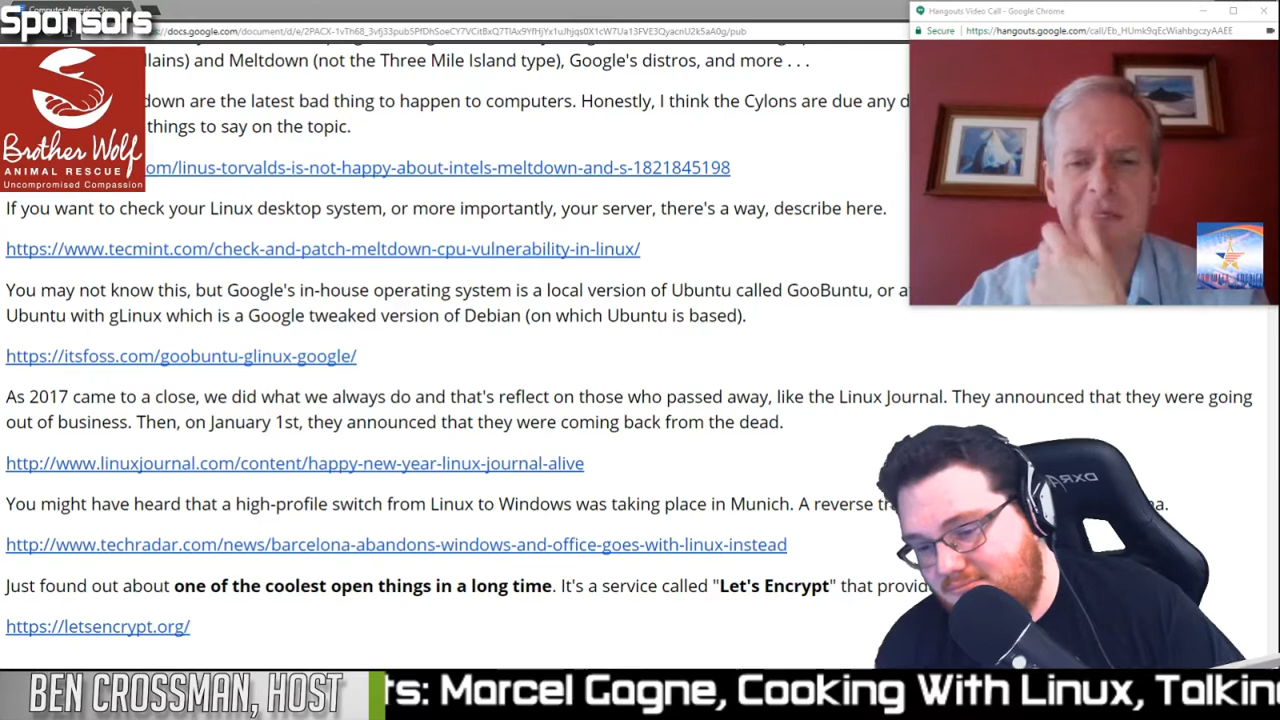 Sponsors
Computer America Show
docs.google.com/document/d/e/2PACX-1vTh68_3vfj33pub5PfDhSoeCY7VCitBxQ7TlAx9YfHjYx1uJhjqs0X1cW7Ua13FVE3QyacnU2k5aA0g/pub
Hangouts Video Call - Google Chrome
Secure https://hangouts.google.com/call/Eb_HUmk9qEcWiahbgczyAAEE
Brother Wolf
ANIMAL RESCUE
Uncompromised Compassion
lains) and Meltdown (not the Three Mile Island type), Google's distros, and more . . .
down are the latest bad thing to happen to computers. Honestly, I think the Cylons are due any d
things to say on the topic.
om/linus-torvalds-is-not-happy-about-intels-meltdown-and-s-1821845198
If you want to check your Linux desktop system, or more importantly, your server, there's a way, describe here.
https://www.tecmint.com/check-and-patch-meltdown-cpu-vulnerability-in-linux/
You may not know this, but Google's in-house operating system is a local version of Ubuntu called GooBuntu, or a
Ubuntu with gLinux which is a Google tweaked version of Debian (on which Ubuntu is based).
https://itsfoss.com/goobuntu-glinux-google/
As 2017 came to a close, we did what we always do and that's reflect on those who passed away, like the Linux Journal. They announced that they were going
out of business. Then, on January 1st, they announced that they were coming back from the dead.
http://www.linuxjournal.com/content/happy-new-year-linux-journal-alive
You might have heard that a high-profile switch from Linux to Windows was taking place in Munich. A reverse tra
http://www.techradar.com/news/barcelona-abandons-windows-and-office-goes-with-linux-instead
Just found out about one of the coolest open things in a long time. It's a service called "Let's Encrypt" that provid
https://letsencrypt.org/
DXRA
BEN CROSSMAN, HOST
ts: Marcel Gagne, Cooking With Linux, Talkin